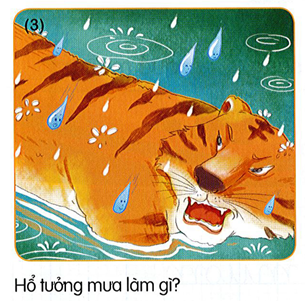 (3)
Hổ tưởng mưa làm gì?